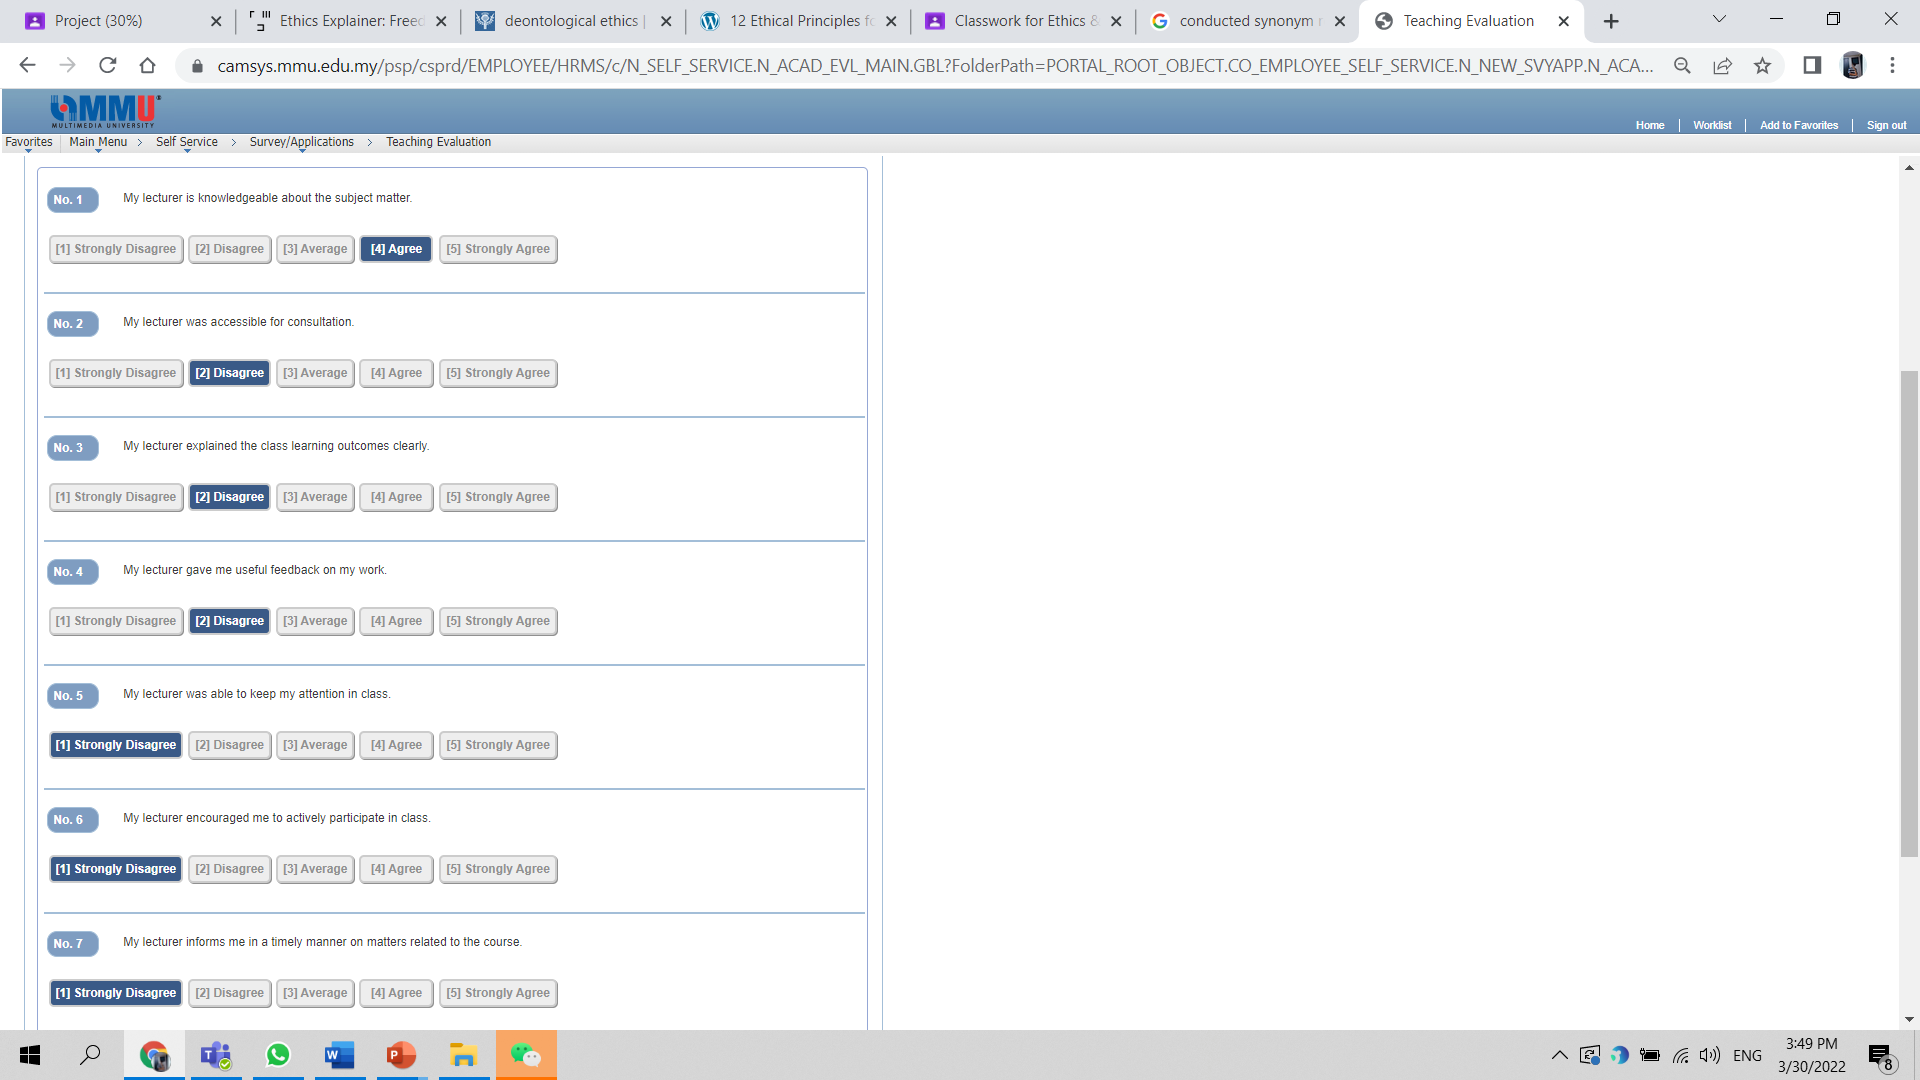 Project (30%)
Ethics Explainer: Freed
deontological ethics |
12 Ethical Principles fo
Classwork for Ethics &
conducted synonym
Teaching Evaluation
camsys.mmu.edu.my/psp/csprd/EMPLOYEE/HRMS/c/N_SELF_SERVICE.N_ACAD_EVL_MAIN.GBL?FolderPath=PORTAL_ROOT_OBJECT.CO_EMPLOYEE_SELF_SERVICE.N_NEW_SVYAPP.N_ACA...
MMU
MULTIMEDIA UNIVERSITY
Home Worklist Add to Favorites Sign out
Favorites Main Menu > Self Service > Survey/Applications > Teaching Evaluation
No. 1 My lecturer is knowledgeable about the subject matter.
[1] Strongly Disagree [2] Disagree [3] Average [4] Agree [5] Strongly Agree
No. 2 My lecturer was accessible for consultation.
[1] Strongly Disagree [2] Disagree [3] Average [4] Agree [5] Strongly Agree
No. 3 My lecturer explained the class learning outcomes clearly.
[1] Strongly Disagree [2] Disagree [3] Average [4] Agree [5] Strongly Agree
No. 4 My lecturer gave me useful feedback on my work.
[1] Strongly Disagree [2] Disagree [3] Average [4] Agree [5] Strongly Agree
No. 5 My lecturer was able to keep my attention in class.
[1] Strongly Disagree [2] Disagree [3] Average [4] Agree [5] Strongly Agree
No. 6 My lecturer encouraged me to actively participate in class.
[1] Strongly Disagree [2] Disagree [3] Average [4] Agree [5] Strongly Agree
No. 7 My lecturer informs me in a timely manner on matters related to the course.
[1] Strongly Disagree [2] Disagree [3] Average [4] Agree [5] Strongly Agree
ENG
3:49 PM
3/30/2022
8